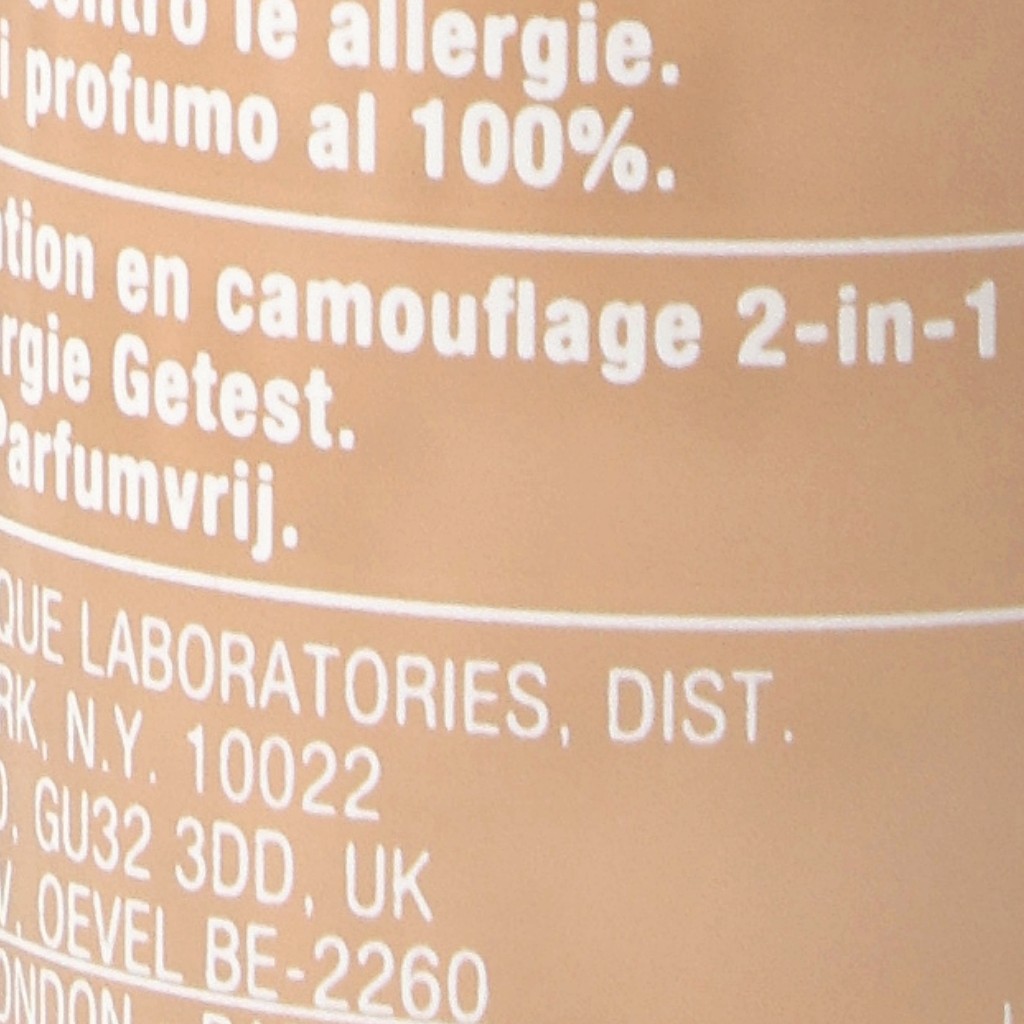 le allergie.
profumo al 100%.
en camouflage 2-in-1
Getest.
Parfumvrij.
LABORATORIES, DIST.
N.Y. 10022
GU32 3DD, UK
OEVEL BE-2260